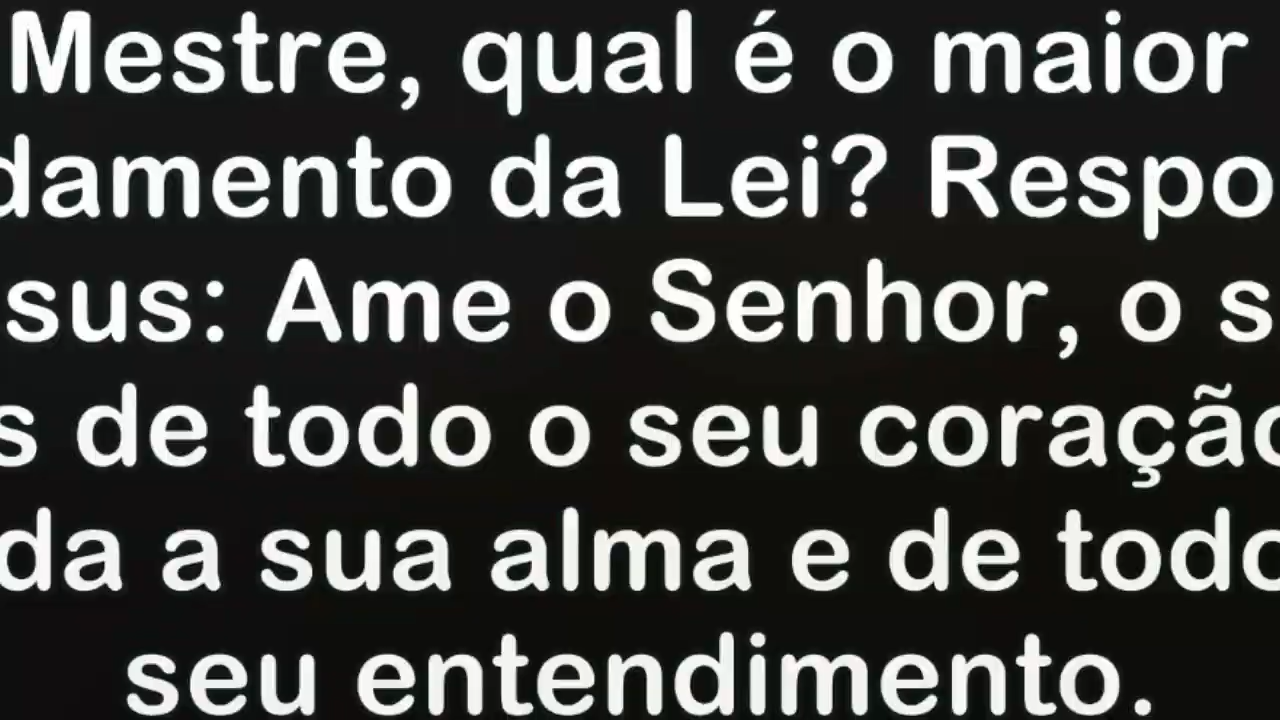 Mestre, qual é o maior
damento da Lei? Respo
sus: Ame o Senhor, o s
s de todo o seu coração
da a sua alma e de todo
seu entendimento.